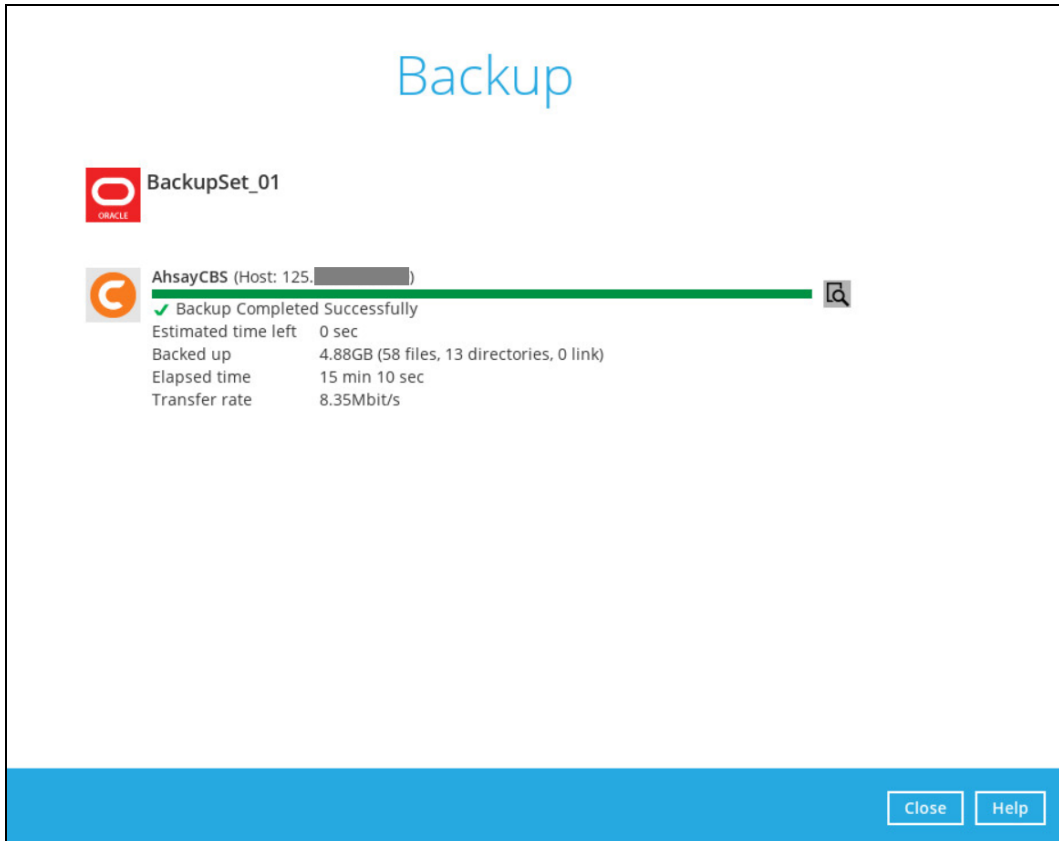 Backup
BackupSet_01
ORACLE
AhsayCBS (Host: 125. )
Backup Completed Successfully
Estimated time left 0 sec
Backed up 4.88GB (58 files, 13 directories, 0 link)
Elapsed time 15 min 10 sec
Transfer rate 8.35Mbit/s
Close Help